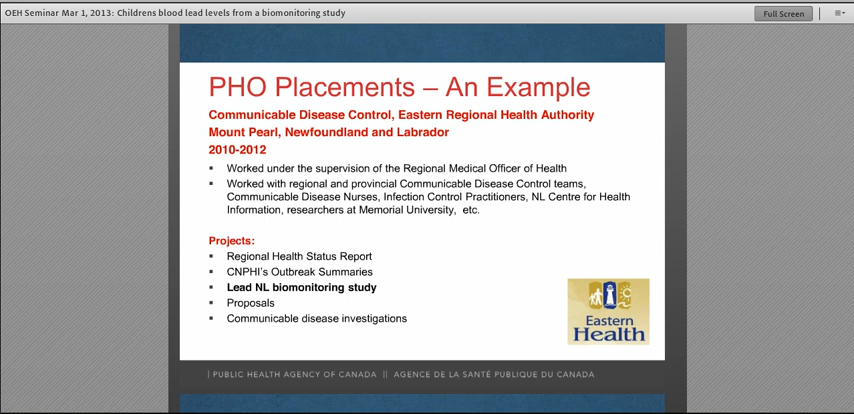 OEH Seminar Mar 1, 2013: Childrens blood lead levels from a biomonitoring study
Full Screen
PHO Placements – An Example
Communicable Disease Control, Eastern Regional Health Authority
Mount Pearl, Newfoundland and Labrador
2010-2012
▪ Worked under the supervision of the Regional Medical Officer of Health
▪ Worked with regional and provincial Communicable Disease Control teams,
Communicable Disease Nurses, Infection Control Practitioners, NL Centre for Health
Information, researchers at Memorial University, etc.
Projects:
▪ Regional Health Status Report
▪ CNPHI's Outbreak Summaries
▪ Lead NL biomonitoring study
▪ Proposals
▪ Communicable disease investigations
Eastern
Health
| PUBLIC HEALTH AGENCY OF CANADA || AGENCE DE LA SANTÉ PUBLIQUE DU CANADA